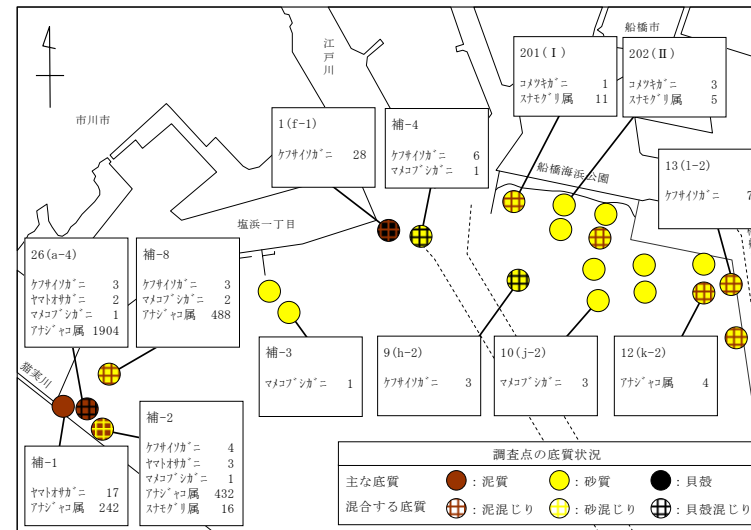 船橋市
江戸川
市川市
201(Ⅰ)
ｺﾒﾂｷｶﾞﾆ 1
ｽﾅﾓｸﾞﾘ属 11
202(Ⅱ)
ｺﾒﾂｷｶﾞﾆ 3
ｽﾅﾓｸﾞﾘ属 5
1(f-1)
ｹﾌｻｲｿｶﾞﾆ 28
補-4
ｹﾌｻｲｿｶﾞﾆ 6
ﾏﾒｺﾌﾞｼｶﾞﾆ 1
船橋海浜公園
13(l-2)
ｹﾌｻｲｿｶﾞﾆ 7
塩浜一丁目
26(a-4)
ｹﾌｻｲｿｶﾞﾆ 3
ﾔﾏﾄｵｻｶﾞﾆ 2
ﾏﾒｺﾌﾞｼｶﾞﾆ 1
ｱﾅｼﾞｬｺ属 1904
補-8
ｹﾌｻｲｿｶﾞﾆ 3
ﾏﾒｺﾌﾞｼｶﾞﾆ 2
ｱﾅｼﾞｬｺ属 488
補-3
ﾏﾒｺﾌﾞｼｶﾞﾆ 1
9(h-2)
ｹﾌｻｲｿｶﾞﾆ 3
10(j-2)
ﾏﾒｺﾌﾞｼｶﾞﾆ 3
12(k-2)
ｱﾅｼﾞｬｺ属 4
猫実川
補-1
ﾔﾏﾄｵｻｶﾞﾆ 17
ｱﾅｼﾞｬｺ属 242
補-2
ｹﾌｻｲｿｶﾞﾆ 4
ﾔﾏﾄｵｻｶﾞﾆ 3
ﾏﾒｺﾌﾞｼｶﾞﾆ 1
ｱﾅｼﾞｬｺ属 432
ｽﾅﾓｸﾞﾘ属 16
調査点の底質状況
主な底質 ：泥質 ：砂質 ：貝殻
混合する底質 ：泥混じり ：砂混じり ：貝殻混じり